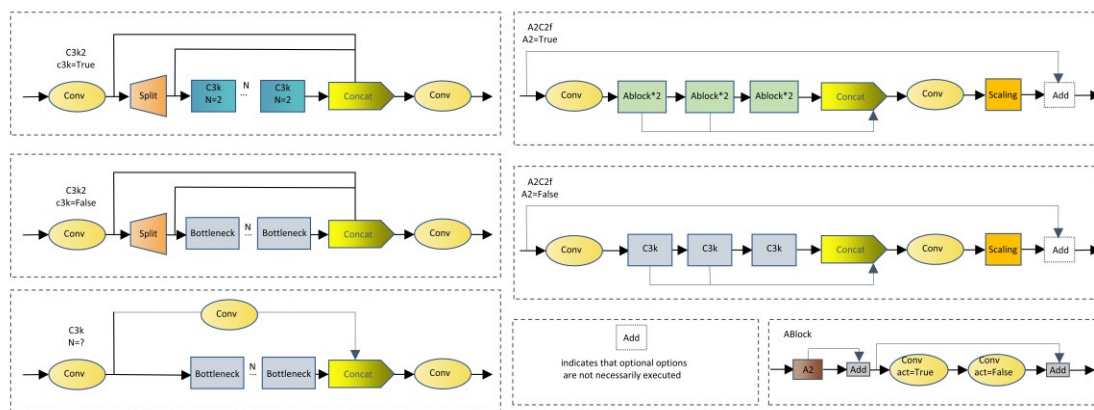 C3k2
c3k=True
Conv
Split
C3k
N=2
N
...
C3k
N=2
Concat
Conv
C3k2
c3k=False
Conv
Split
Bottleneck
N
...
Bottleneck
Concat
Conv
C3k
N=?
Conv
Conv
Bottleneck
N
...
Bottleneck
Concat
Conv
A2C2f
A2=True
Conv
Ablock*2
Ablock*2
Ablock*2
Concat
Conv
Scaling
Add
A2C2f
A2=False
Conv
C3k
C3k
C3k
Concat
Conv
Scaling
Add
Add
indicates that optional options
are not necessarily executed
ABlock
A2
Add
Conv
act=True
Conv
act=False
Add